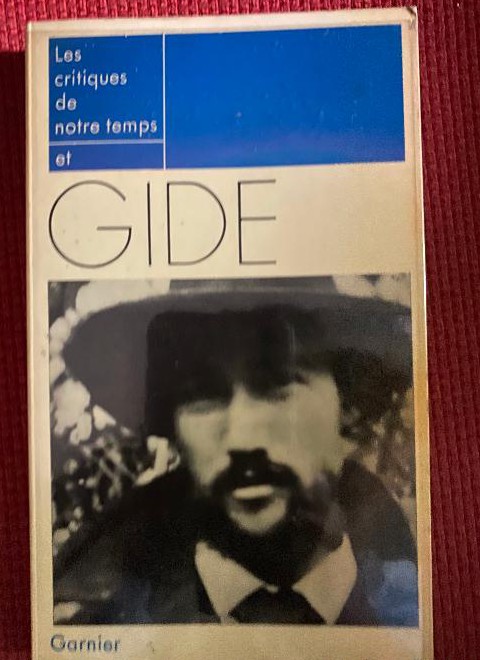 Les
critiques
de
notre temps
et
GIDE
Garnier